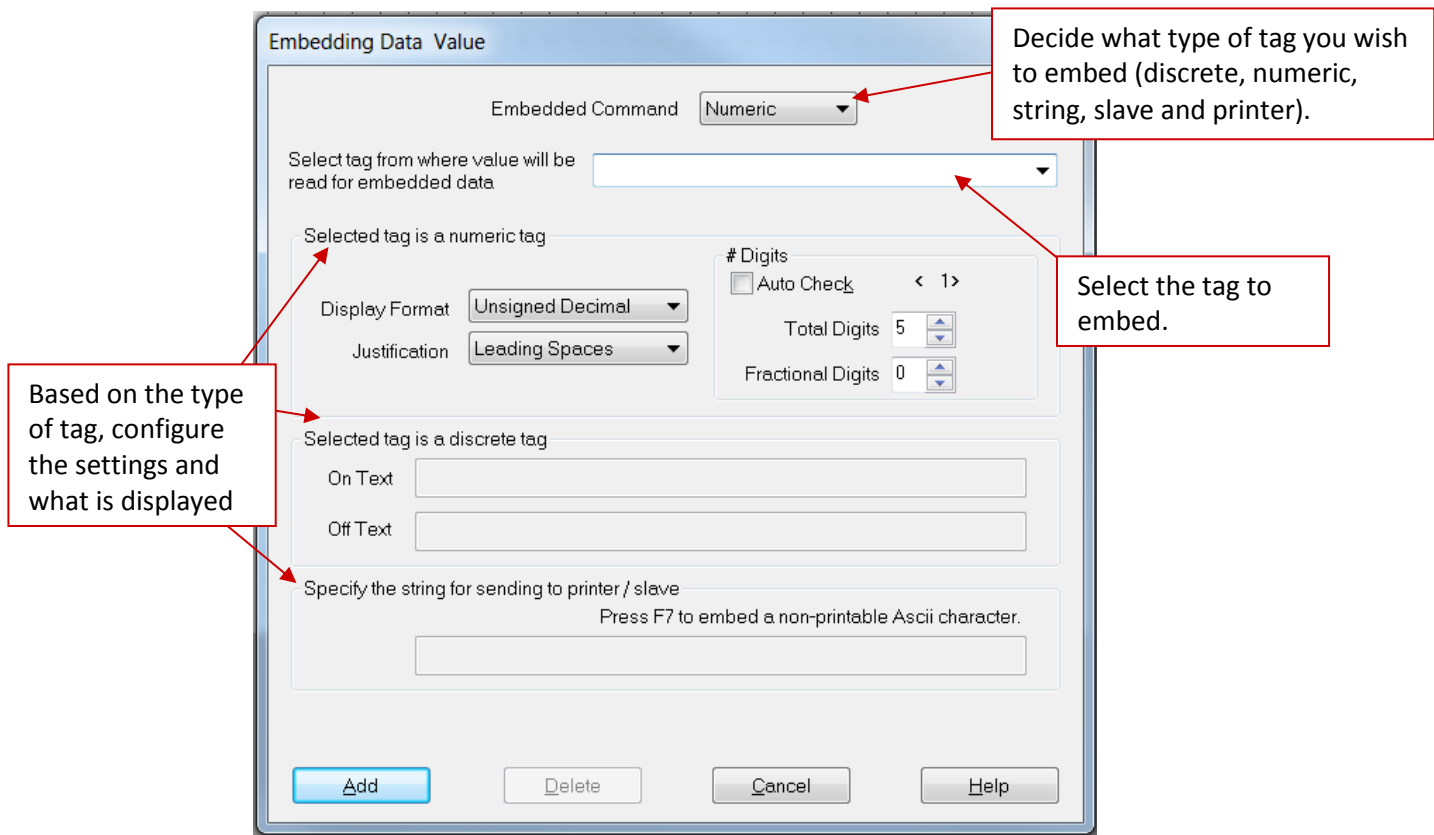 Embedding Data  Value
Decide what type of tag you wish
to embed (discrete, numeric,
string, slave and printer).
Embedded Command
Numeric
Select tag from where value will be
read for embedded data
Selected tag is a numeric tag
# Digits
Auto Check
< 1>
Select the tag to
embed.
Display Format
Unsigned Decimal
Total Digits
5
Justification
Leading Spaces
Fractional Digits
0
Based on the type
of tag, configure
the settings and
what is displayed
Selected tag is a discrete tag
On Text
Off Text
Specify the string for sending to printer / slave
Press F7 to embed a non-printable Ascii character.
Add
Delete
Cancel
Help